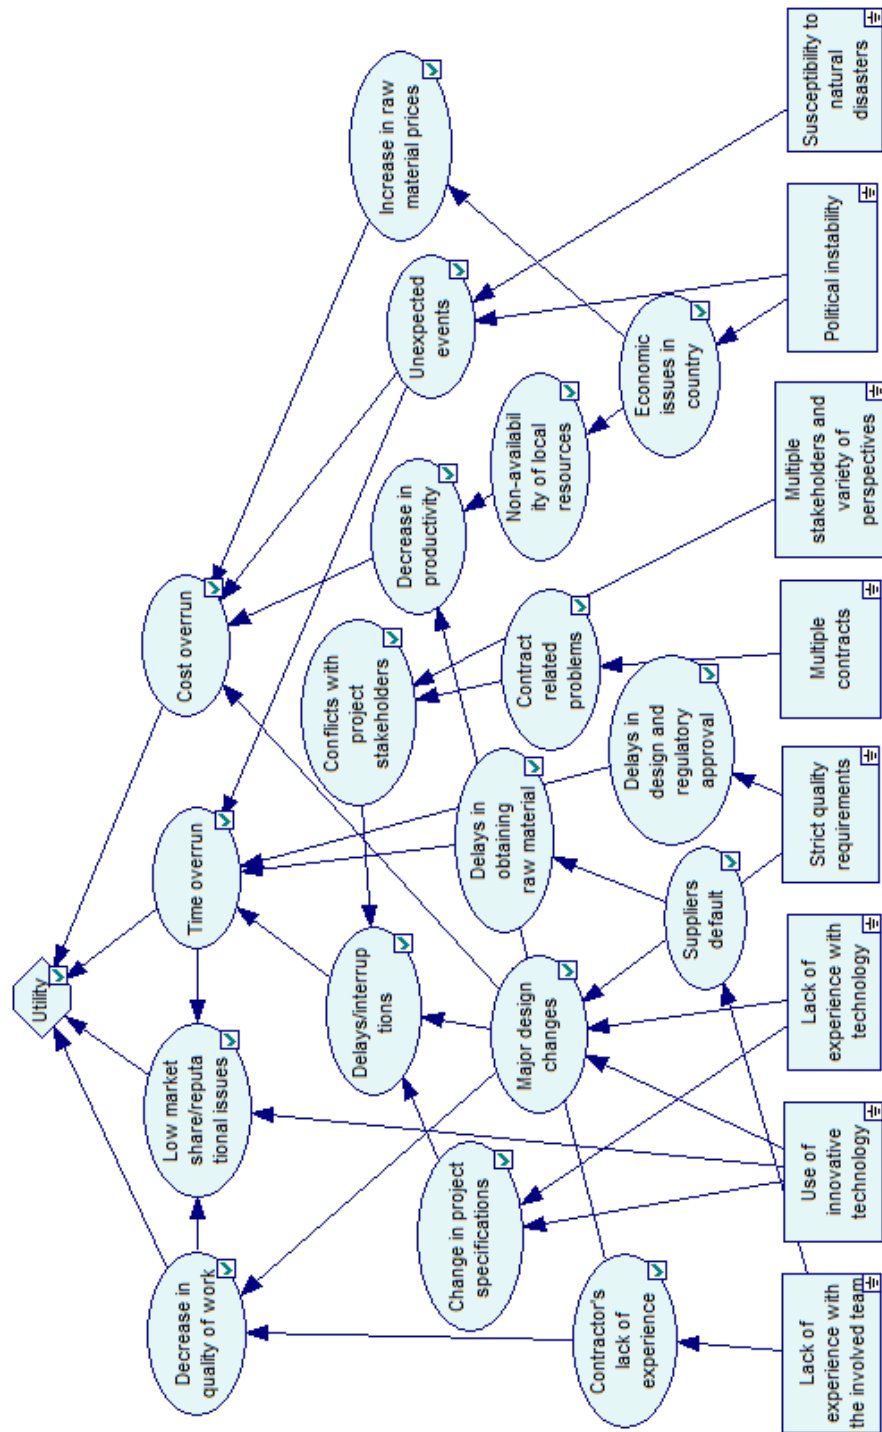 Utility
Decrease in
quality of work
Low market
share/reputa
tional issues
Time overrun
Cost overrun
Change in project
specifications
Delays/interrup
tions
Conflicts with
project
stakeholders
Decrease in
productivity
Unexpected
events
Increase in raw
material prices
Contractor's
lack of
experience
Major design
changes
Delays in
obtaining
raw material
Contract
related
problems
Non-availabil
ity of local
resources
Suppliers
default
Delays in
design and
regulatory
approval
Economic
issues in
country
Lack of
experience with
the involved team
Use of
innovative
technology
Lack of
experience with
technology
Strict quality
requirements
Multiple
contracts
Multiple
stakeholders and
variety of
perspectives
Political instability
Susceptibility to
natural
disasters